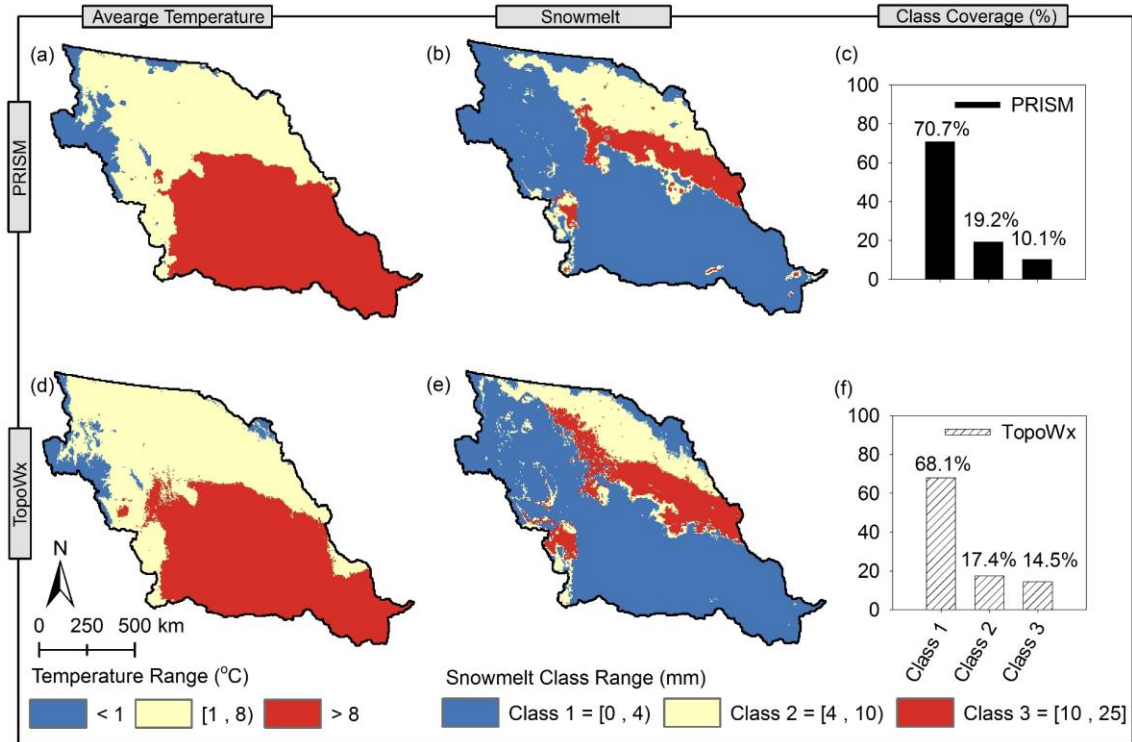 Avearge Temperature
Snowmelt
Class Coverage (%)
PRISM
(a)
(b)
(c)
PRISM
100
80
60
40
20
0
70.7%
19.2%
10.1%
TopoWx
(d)
(e)
(f)
TopoWx
100
80
60
40
20
0
68.1%
17.4%
14.5%
Class 1
Class 2
Class 3
N
0 250 500 km
Temperature Range (°C)
< 1
[1 , 8)
> 8
Snowmelt Class Range (mm)
Class 1 = [0 , 4)
Class 2 = [4 , 10)
Class 3 = [10 , 25]